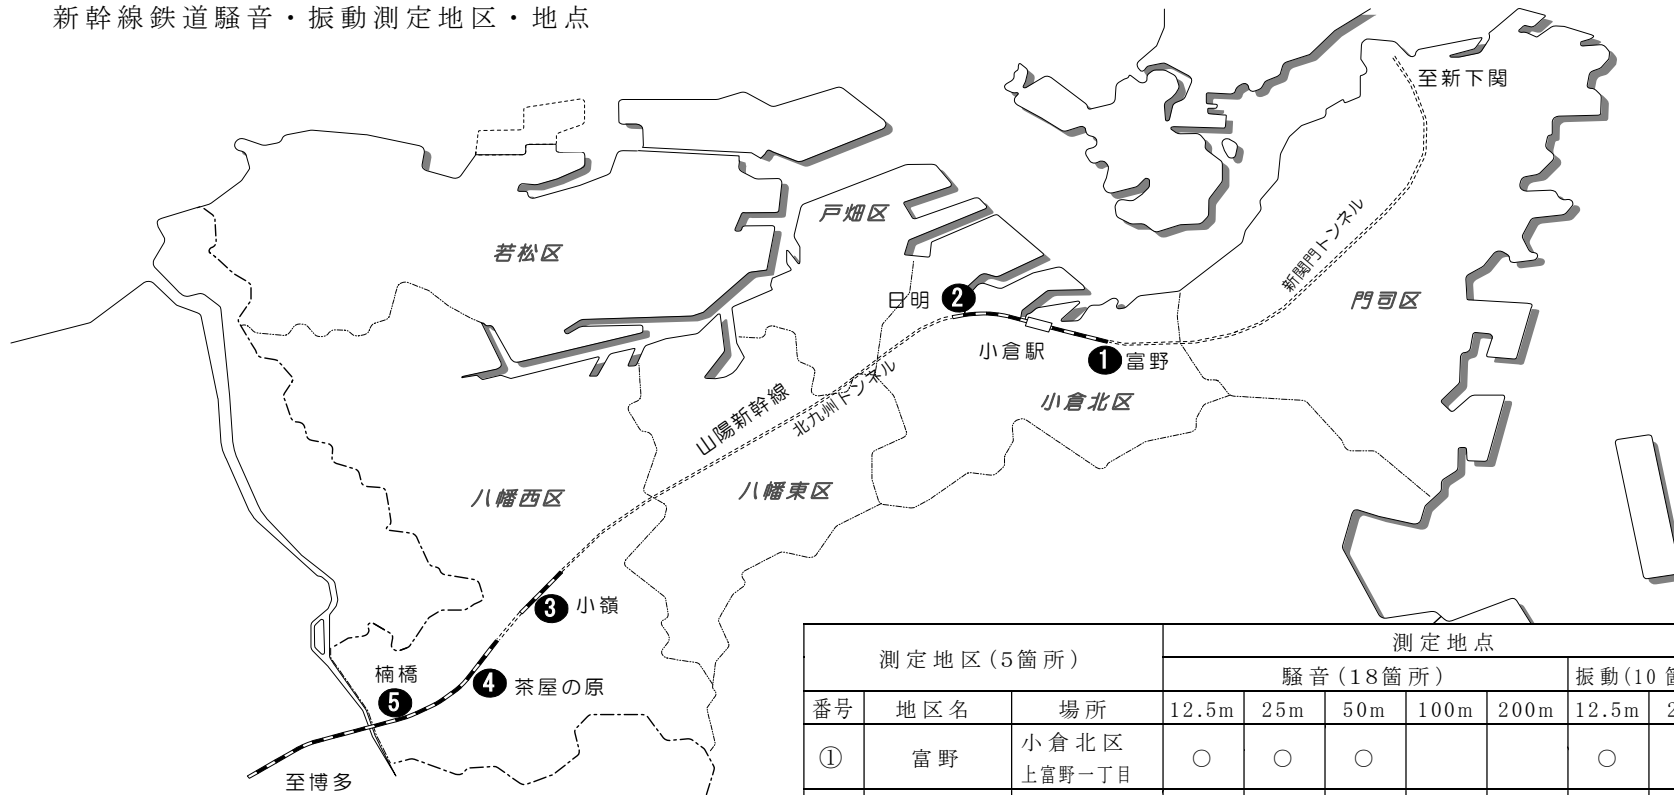 新幹線鉄道騒音・振動測定地区・地点
至新下関
戸畑区
若松区
新関門トンネル
門司区
日明
2
小倉駅
1
富野
小倉北区
山陽新幹線
北九州トンネル
八幡西区
八幡東区
3
小嶺
楠橋
5
4
茶屋の原
至博多
測定地区(5箇所)
測定地点
騒音(18箇所)
振動(10
番号 地区名 場所 12.5m 25m 50m 100m 200m 12.5m 2
① 富野 小倉北区 ○ ○ ○ ○
上富野一丁目